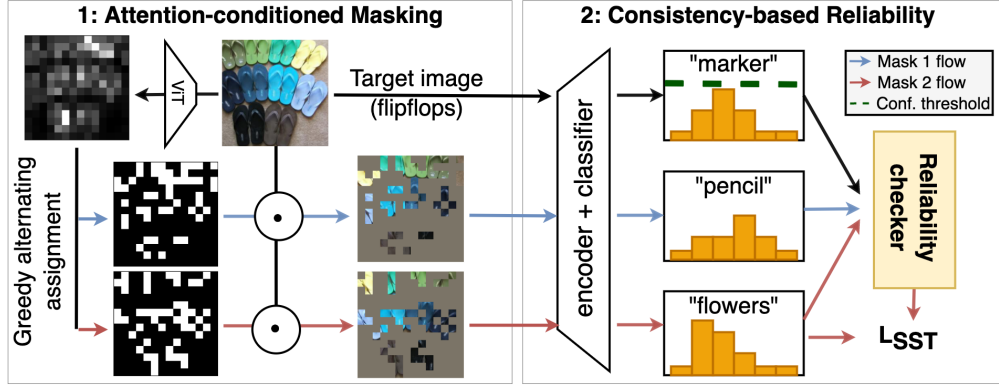 1: Attention-conditioned Masking
ViT
Target image
(flipflops)
Greedy alternating
assignment
2: Consistency-based Reliability
encoder + classifier
"marker"
"pencil"
"flowers"
Mask 1 flow
Mask 2 flow
Conf. threshold
Reliability
checker
LSST